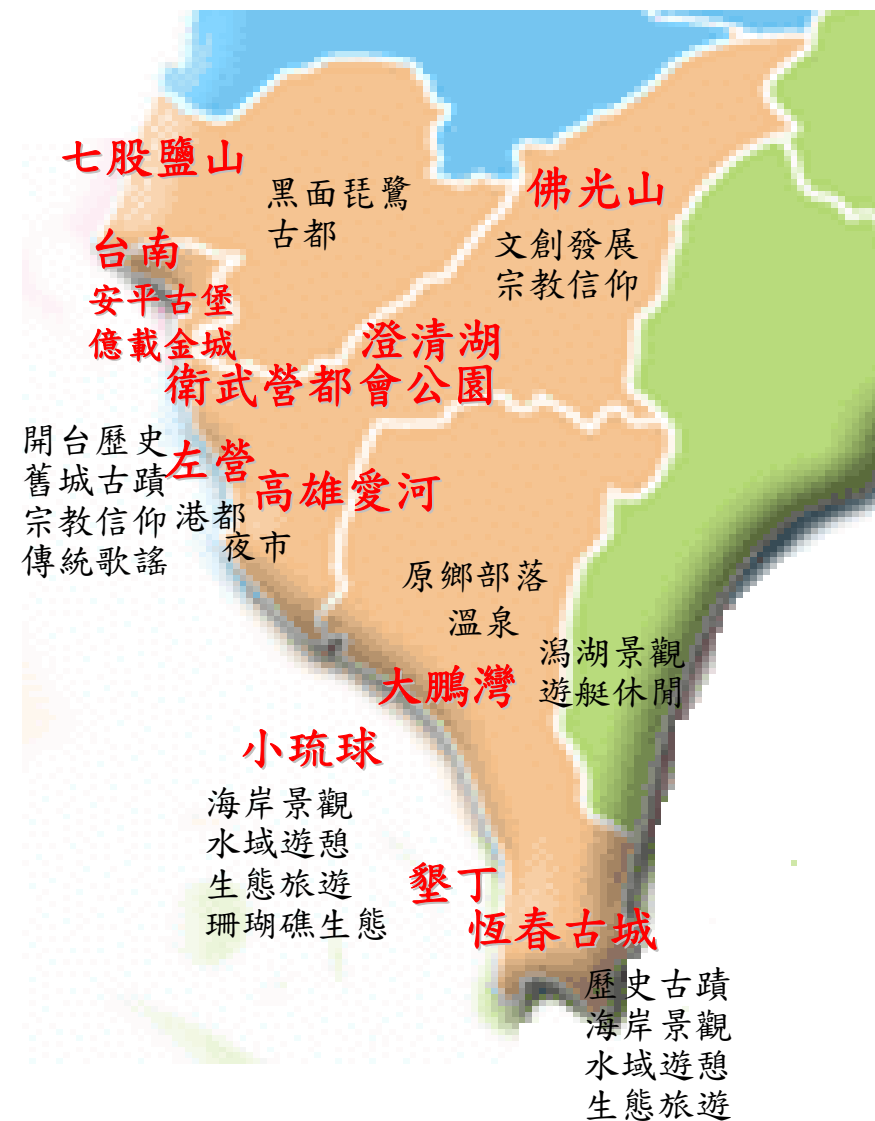 七股鹽山
黑面琵鷺
古都
佛光山
文創發展
宗教信仰
台南
安平古堡
億載金城
澄清湖
衛武營都會公園
開台歷史
舊城古蹟
宗教信仰
傳統歌謠
左營
高雄愛河
港都
夜市
原鄉部落
溫泉
潟湖景觀
遊艇休閒
大鵬灣
小琉球
海岸景觀
水域遊憩
生態旅遊
珊瑚礁生態
墾丁
恆春古城
歷史古蹟
海岸景觀
水域遊憩
生態旅遊